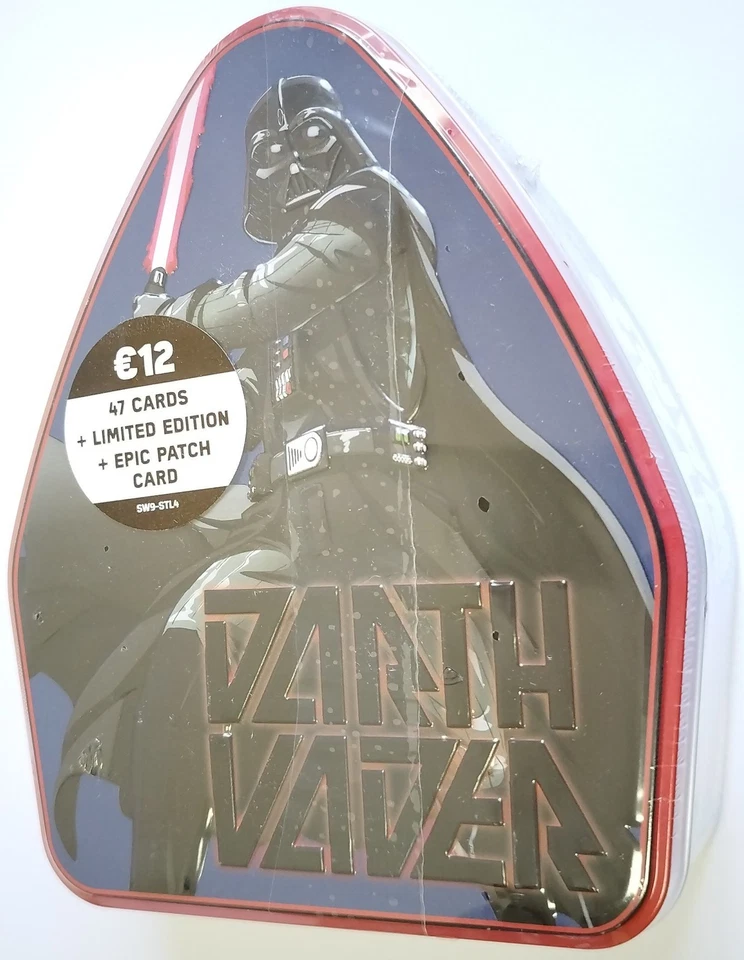 €12
47 CARDS
+ LIMITED EDITION
+ EPIC PATCH
CARD
SW9-STL4
DARTH
VADER